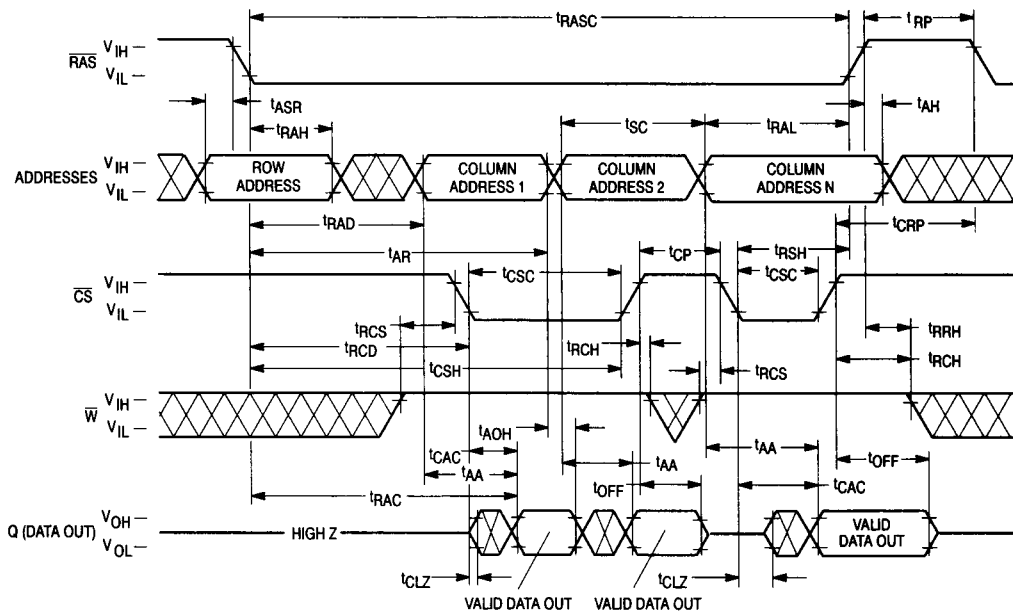 tRASC
tRP
RAS
VIH
VIL
tASR
tRAH
tSC
tRAL
tAH
ADDRESSES
VIH
VIL
ROW
ADDRESS
COLUMN
ADDRESS 1
COLUMN
ADDRESS 2
COLUMN
ADDRESS N
tRAD
tCRP
tAR
tCP
tRSH
tCSC
tCSC
CS
VIH
VIL
tRCS
tRCH
tRRH
tRCD
tRCH
tCSH
tRCS
W
VIH
VIL
tAOH
tCAC
tAA
tAA
tAA
tOFF
tRAC
tOFF
tCAC
Q (DATA OUT)
VOH
VOL
HIGH Z
VALID
DATA OUT
tCLZ
tCLZ
VALID DATA OUT
VALID DATA OUT